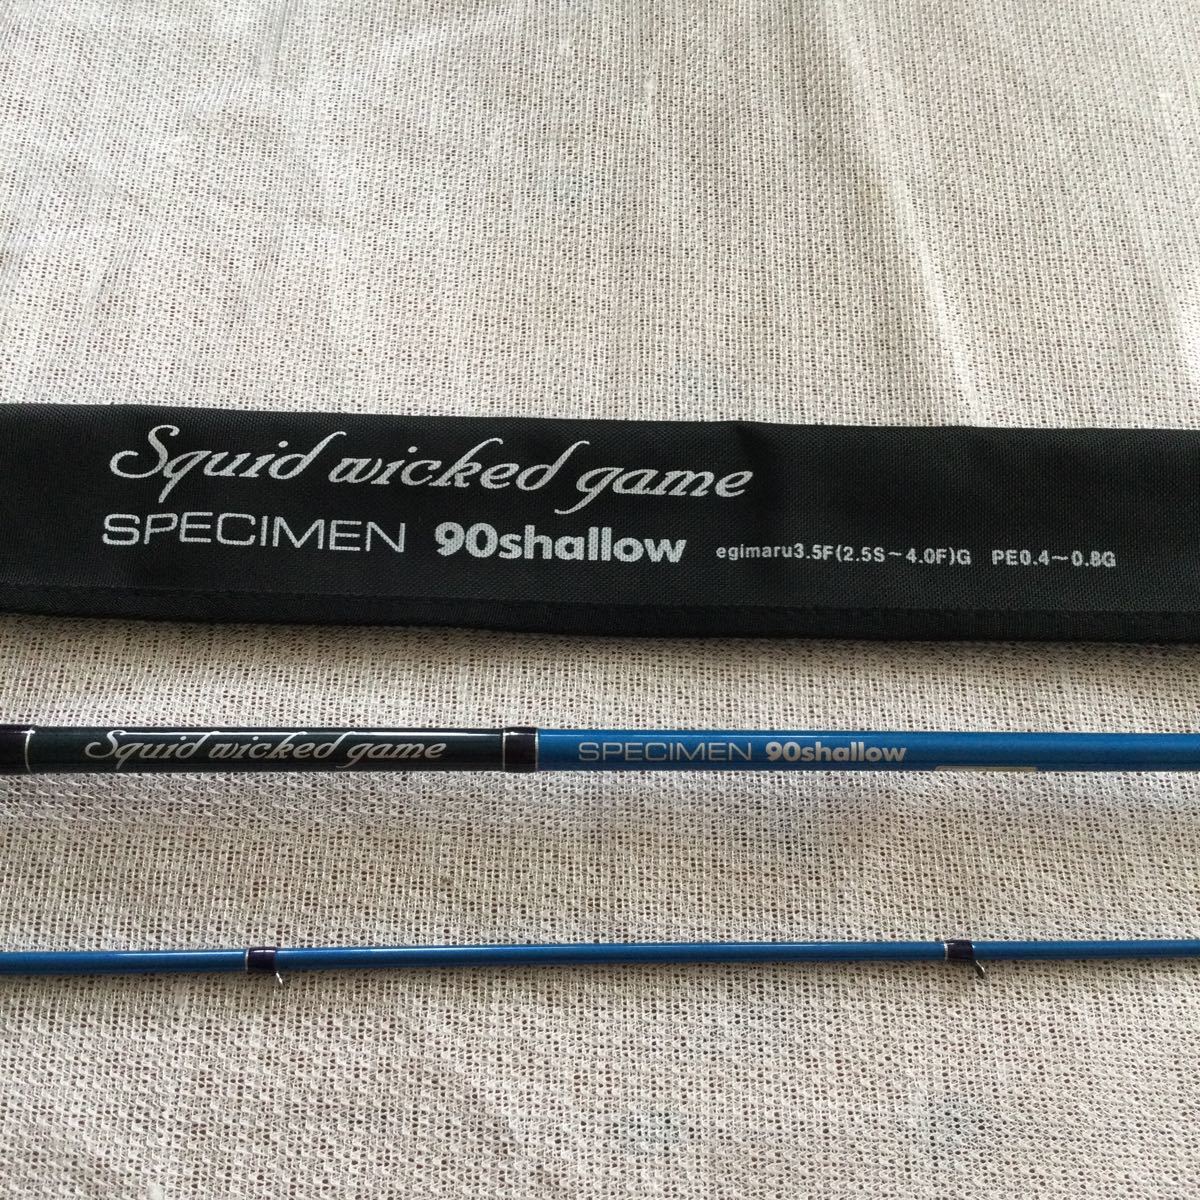 Squid wicked game
SPECIMEN 90shallow egimaru3.5F(2.5S~4.0F)G PE0.4~0.8G
Squid wicked game SPECIMEN 90shallow